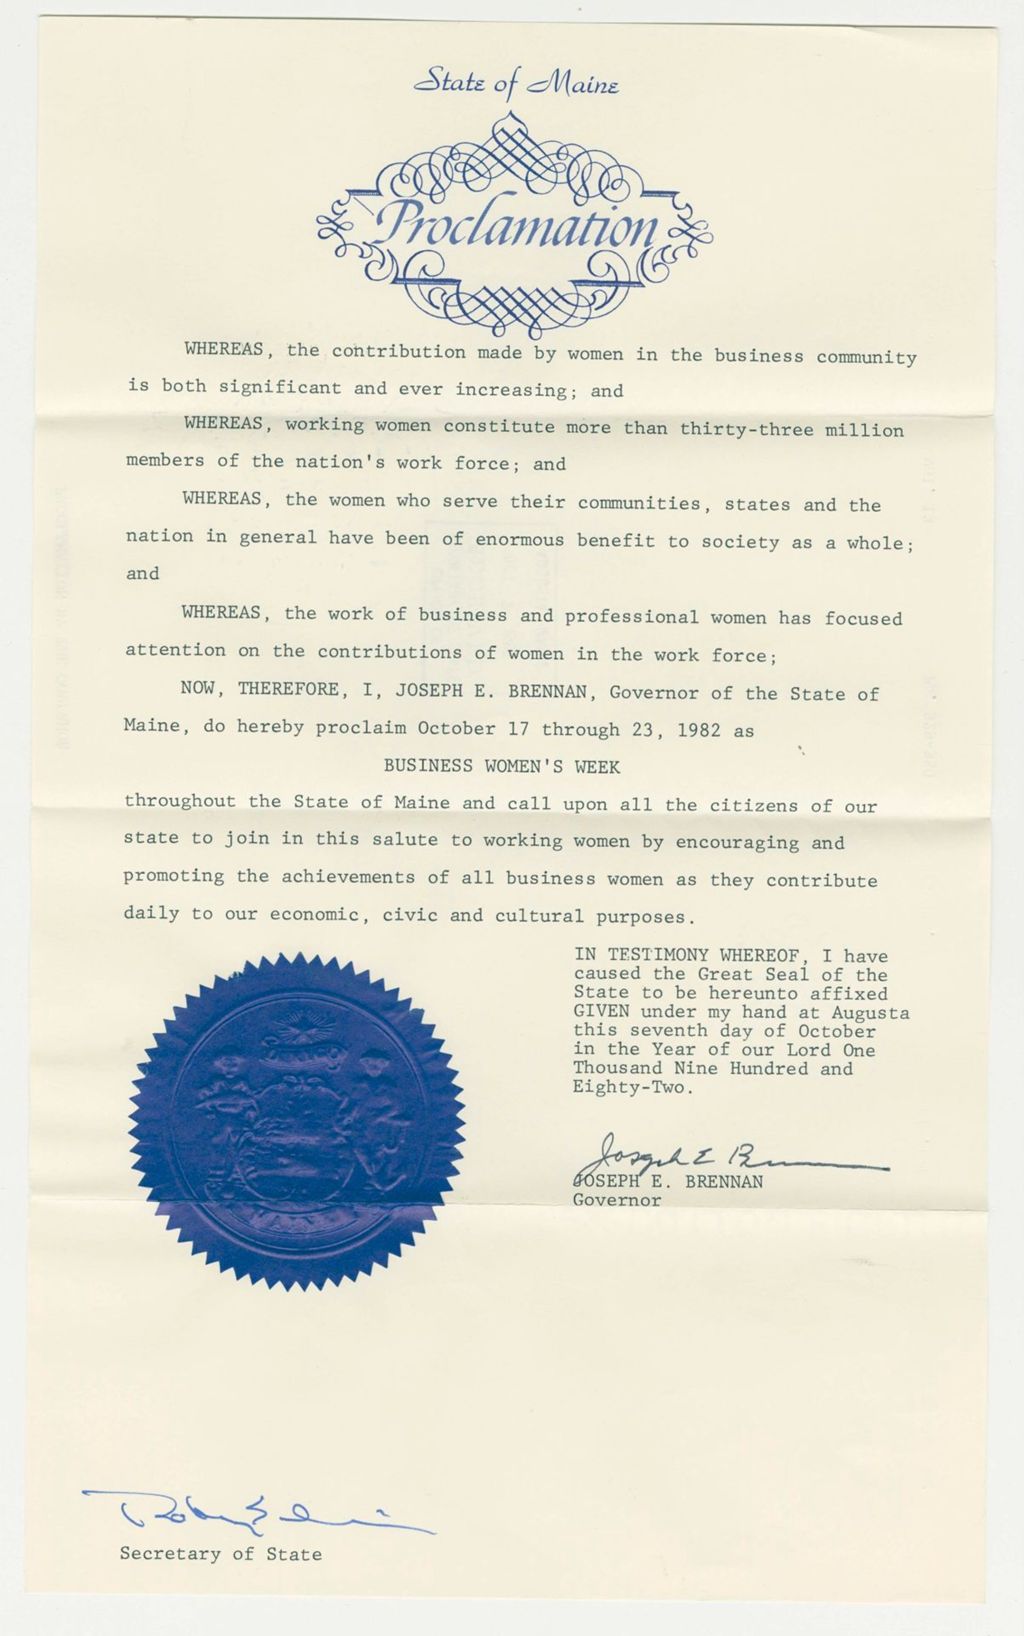 State of Maine
Proclamation
WHEREAS, the contribution made by women in the business community
is both significant and ever increasing; and
WHEREAS, working women constitute more than thirty-three million
members of the nation's work force; and
WHEREAS, the women who serve their communities, states and the
nation in general have been of enormous benefit to society as a whole;
and
WHEREAS, the work of business and professional women has focused
attention on the contributions of women in the work force;
NOW, THEREFORE, I, JOSEPH E. BRENNAN, Governor of the State of
Maine, do hereby proclaim October 17 through 23, 1982 as
BUSINESS WOMEN'S WEEK
throughout the State of Maine and call upon all the citizens of our
state to join in this salute to working women by encouraging and
promoting the achievements of all business women as they contribute
daily to our economic, civic and cultural purposes.
IN TESTIMONY WHEREOF, I have
caused the Great Seal of the
State to be hereunto affixed
GIVEN under my hand at Augusta
this seventh day of October
in the Year of our Lord One
Thousand Nine Hundred and
Eighty-Two.
Joseph E Brennan
JOSEPH E. BRENNAN
Governor
Secretary of State